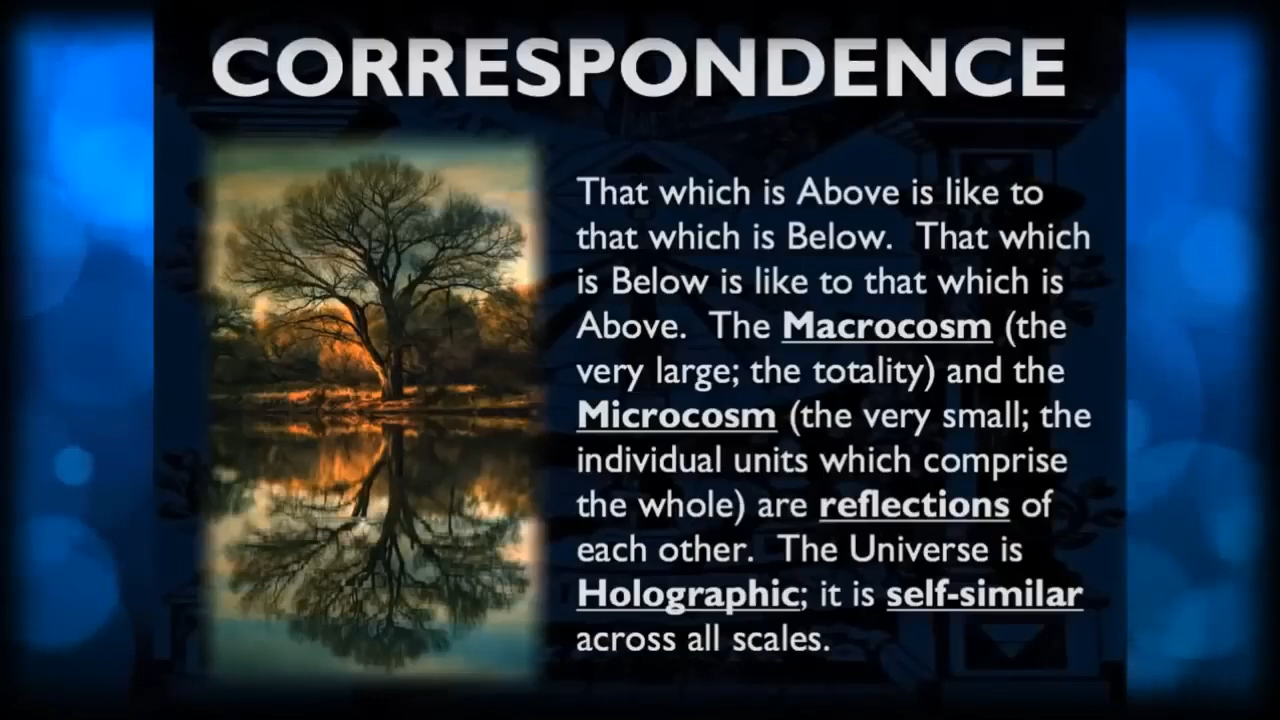 CORRESPONDENCE
That which is Above is like to
that which is Below.  That which
is Below is like to that which is
Above.  The Macrocosm (the
very large; the totality) and the
Microcosm (the very small; the
individual units which comprise
the whole) are reflections of
each other.  The Universe is
Holographic; it is self-similar
across all scales.